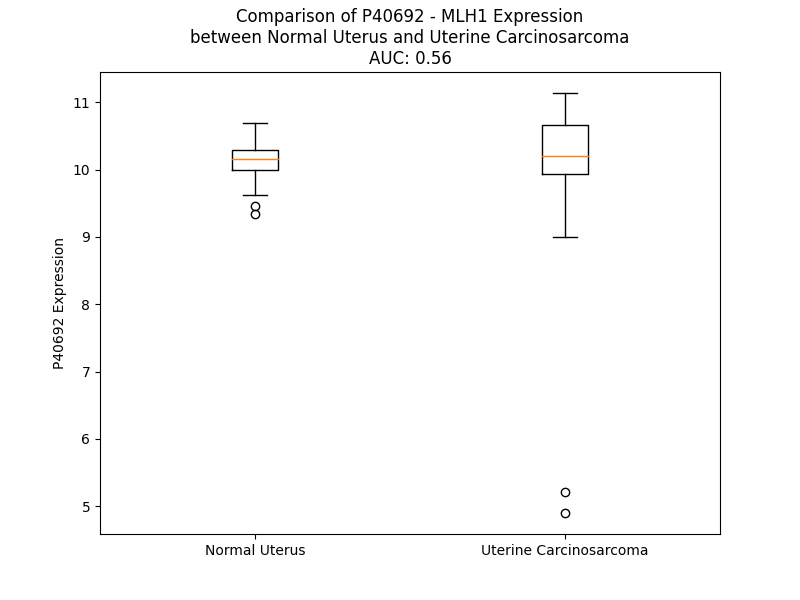 Comparison of P40692 - MLH1 Expression
between Normal Uterus and Uterine Carcinosarcoma
AUC: 0.56
P40692 Expression
11
10
9
8
7
6
5
Normal Uterus
Uterine Carcinosarcoma